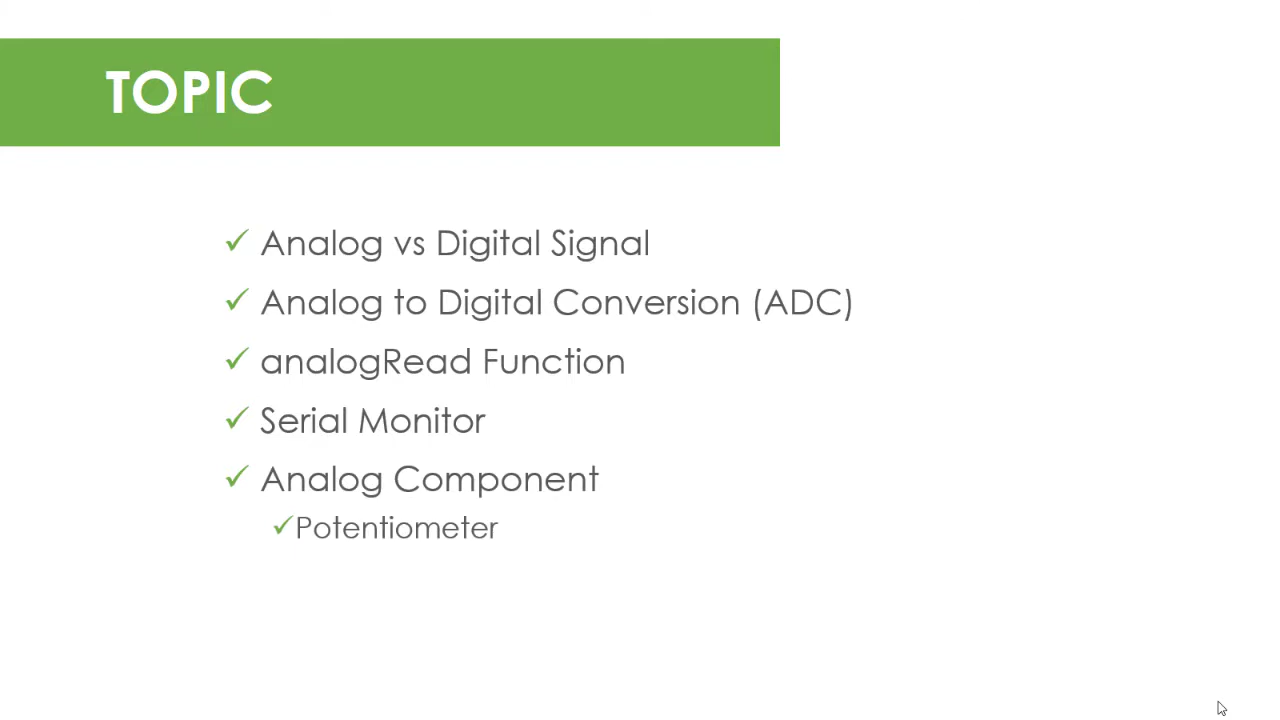 TOPIC
Analog vs Digital Signal
Analog to Digital Conversion (ADC)
analogRead Function
Serial Monitor
Analog Component
Potentiometer